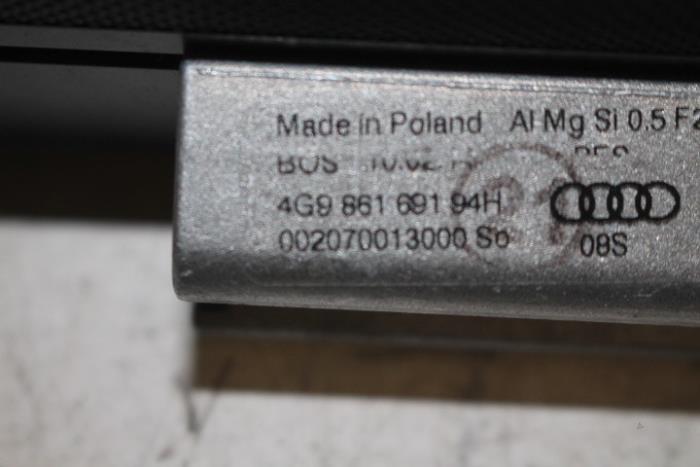 Made in Poland Al Mg Si 0.5 F2
BOS
4G9 861 691 94H
002070013000 So 08S